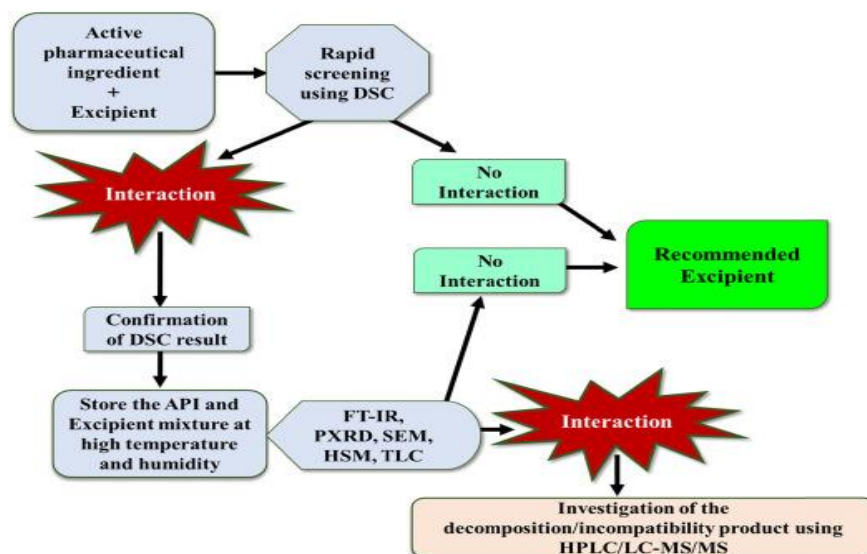 Active
pharmaceutical
ingredient
+
Excipient
Rapid
screening
using DSC
Interaction
No
Interaction
No
Interaction
Recommended
Excipient
Confirmation
of DSC result
Store the API and
Excipient mixture at
high temperature
and humidity
FT-IR,
PXRD, SEM,
HSM, TLC
Interaction
Investigation of the
decomposition/incompatibility product using
HPLC/LC-MS/MS